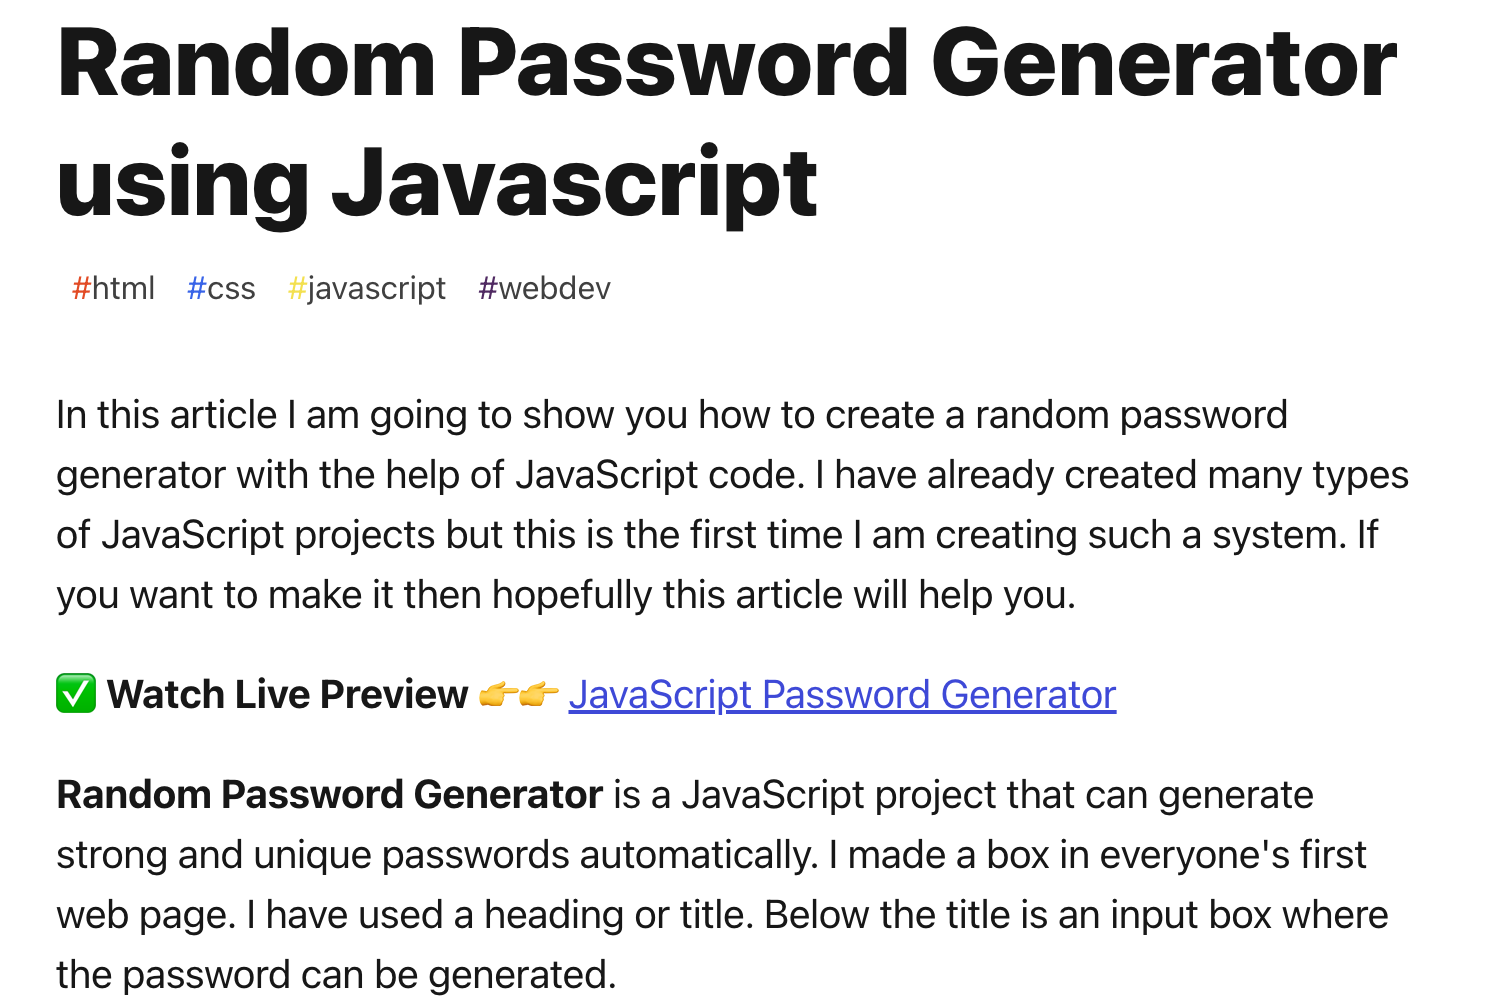 Random Password Generator
using Javascript
#html #css #javascript #webdev
In this article I am going to show you how to create a random password
generator with the help of JavaScript code. I have already created many types
of JavaScript projects but this is the first time I am creating such a system. If
you want to make it then hopefully this article will help you.
✅ Watch Live Preview 👉👉 JavaScript Password Generator
Random Password Generator is a JavaScript project that can generate
strong and unique passwords automatically. I made a box in everyone's first
web page. I have used a heading or title. Below the title is an input box where
the password can be generated.